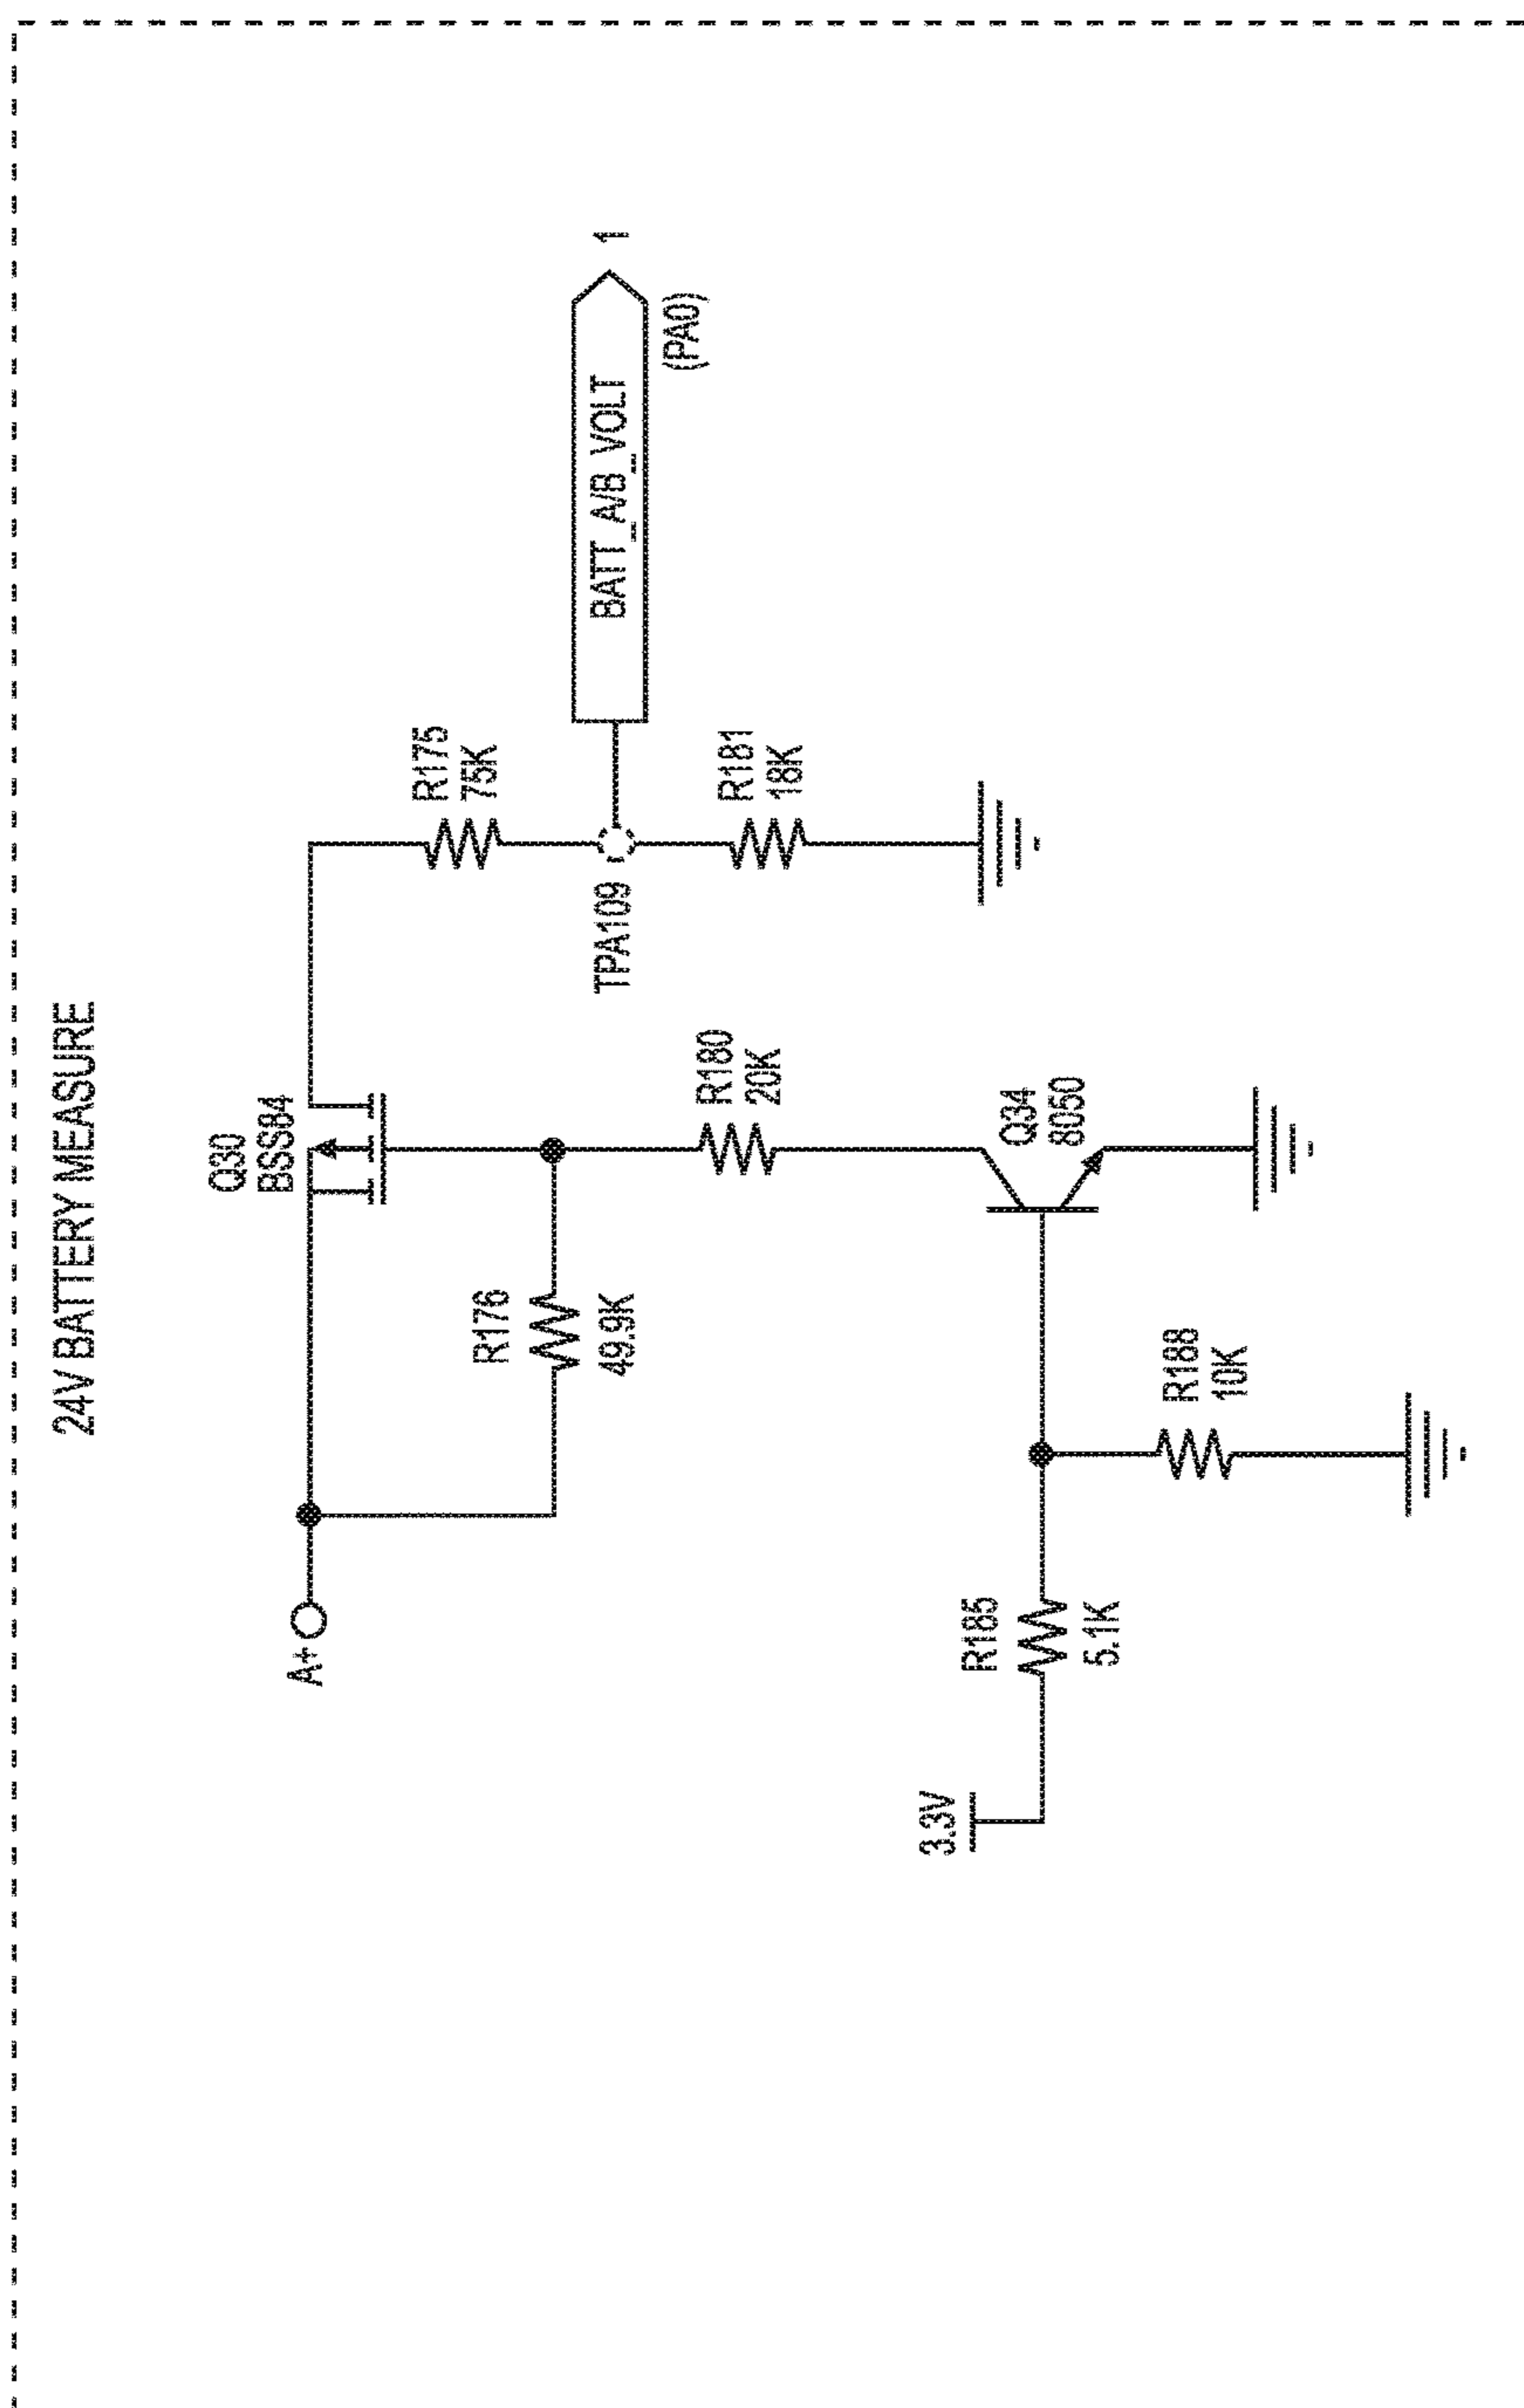 24V BATTERY MEASURE
Q30
BSS84
A+
R176
49.9K
R175
75K
TPA109
BATT_A/B_VOLT
1
(PA0)
R180
20K
R181
18K
3.3V
R185
5.1K
Q34
8050
R188
10K